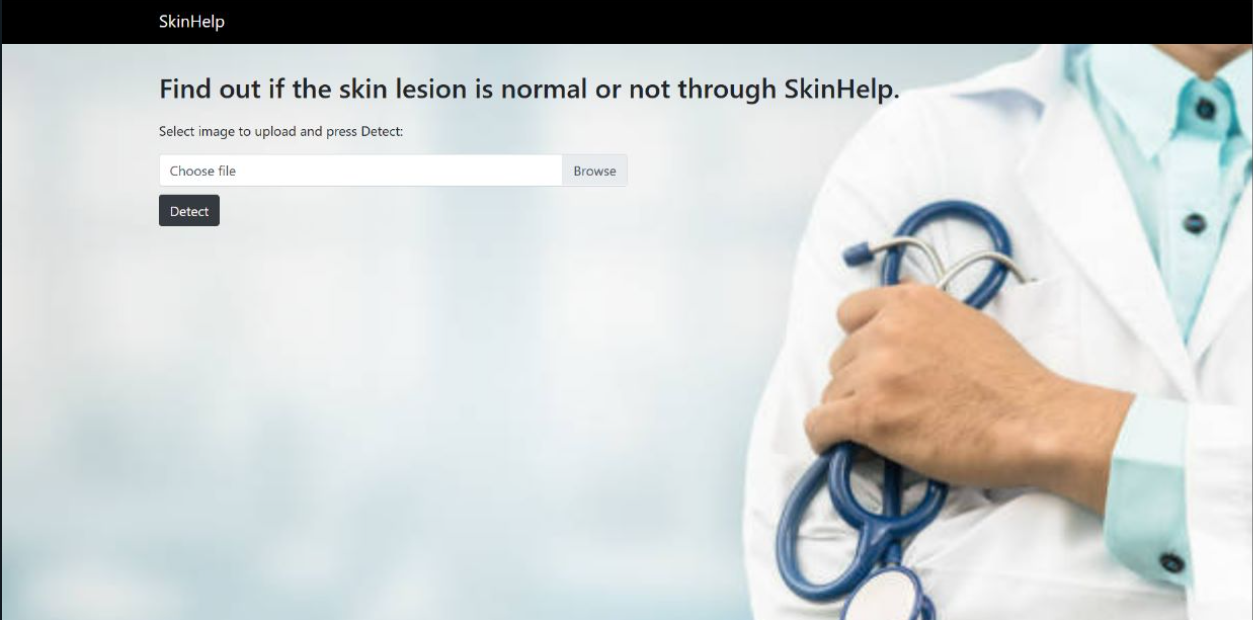 SkinHelp
Find out if the skin lesion is normal or not through SkinHelp.
Select image to upload and press Detect:
Choose file
Browse
Detect